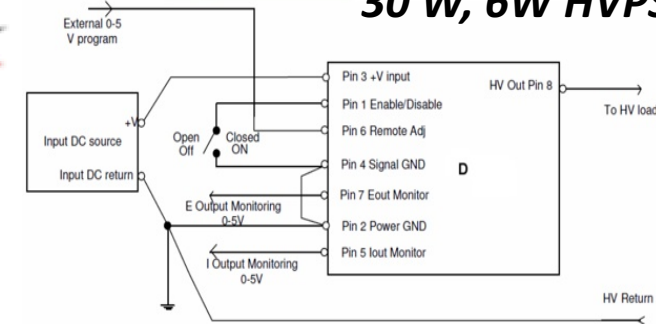 30 W, 6W HVPS
External 0-5
V program
Pin 3 +V input
HV Out Pin 8
Pin 1 Enable/Disable
To HV load
+V
Open
Off
Closed
ON
Pin 6 Remote Adj
Input DC source
Pin 4 Signal GND
D
Input DC return
Pin 7 Eout Monitor
E Output Monitoring
0-5V
Pin 2 Power GND
Pin 5 Iout Monitor
I Output Monitoring
0-5V
HV Return